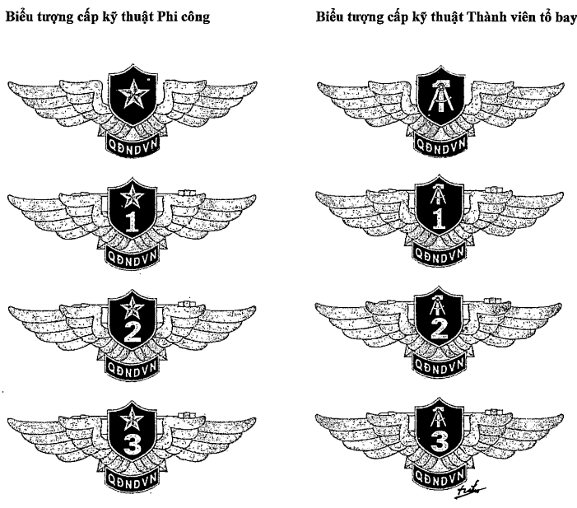 Biểu tượng cấp kỹ thuật Phi công
Biểu tượng cấp kỹ thuật Thành viên tổ bay
QĐNDVN
QĐNDVN
1
QĐNDVN
1
QĐNDVN
2
QĐNDVN
2
QĐNDVN
3
QĐNDVN
3
QĐNDVN